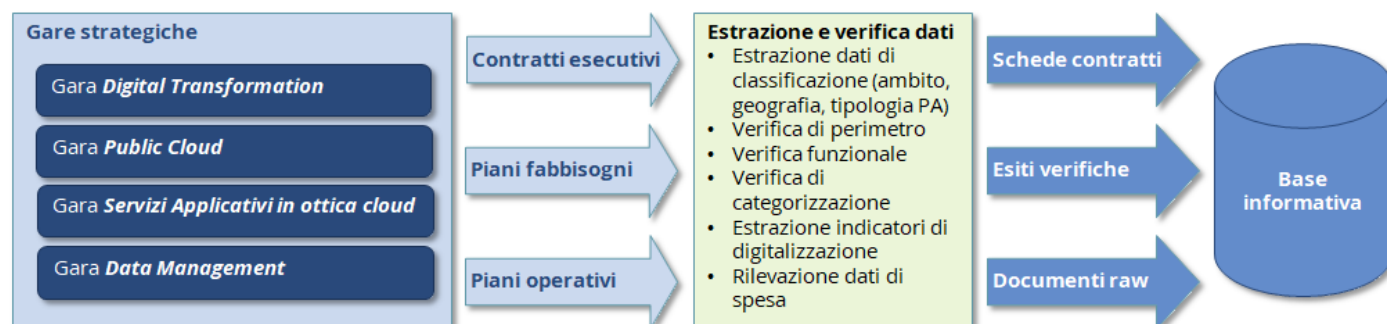 Gare strategiche
Gara Digital Transformation
Gara Public Cloud
Gara Servizi Applicativi in ottica cloud
Gara Data Management
Contratti esecutivi
Piani fabbisogni
Piani operativi
Estrazione e verifica dati
• Estrazione dati di
classificazione (ambito,
geografia, tipologia PA)
• Verifica di perimetro
• Verifica funzionale
• Verifica di
categorizzazione
• Estrazione indicatori di
digitalizzazione
• Rilevazione dati di
spesa
Schede contratti
Esiti verifiche
Documenti raw
Base
informativa